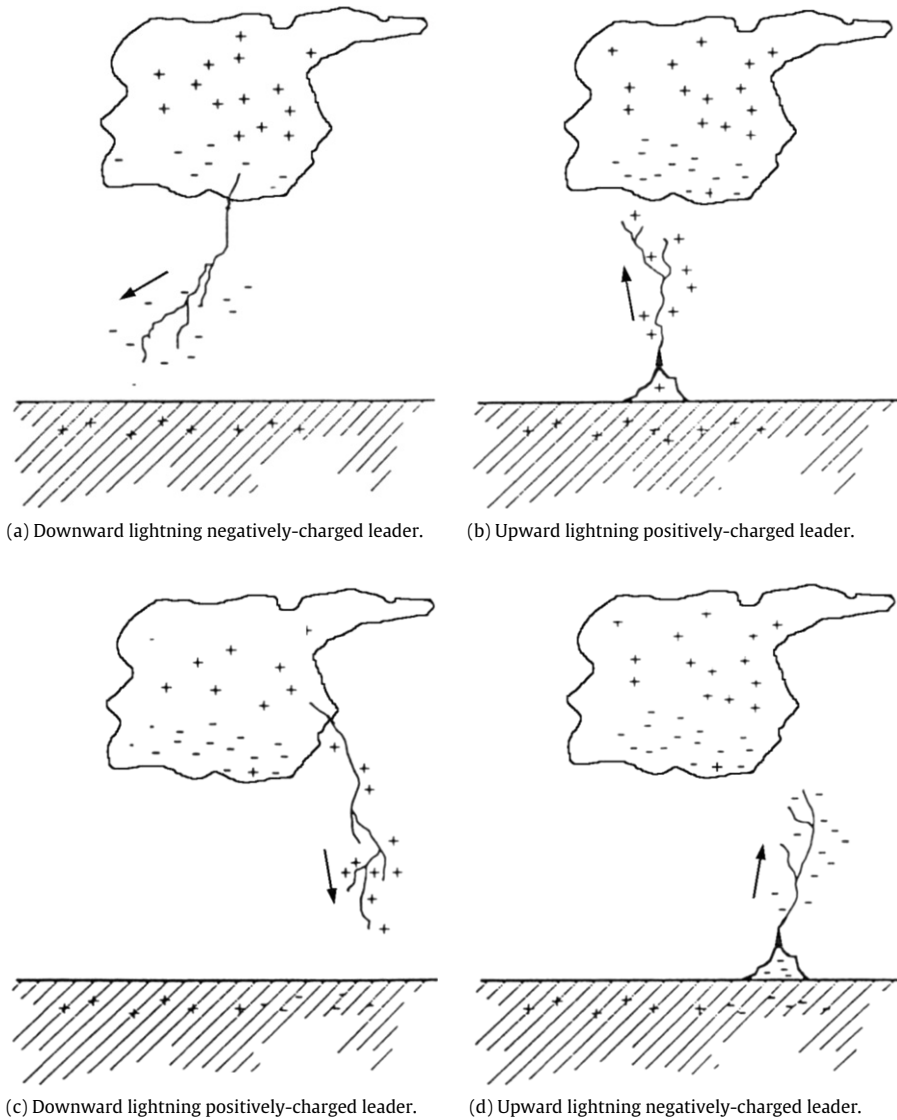 (a) Downward lightning negatively-charged leader.
(b) Upward lightning positively-charged leader.
(c) Downward lightning positively-charged leader.
(d) Upward lightning negatively-charged leader.